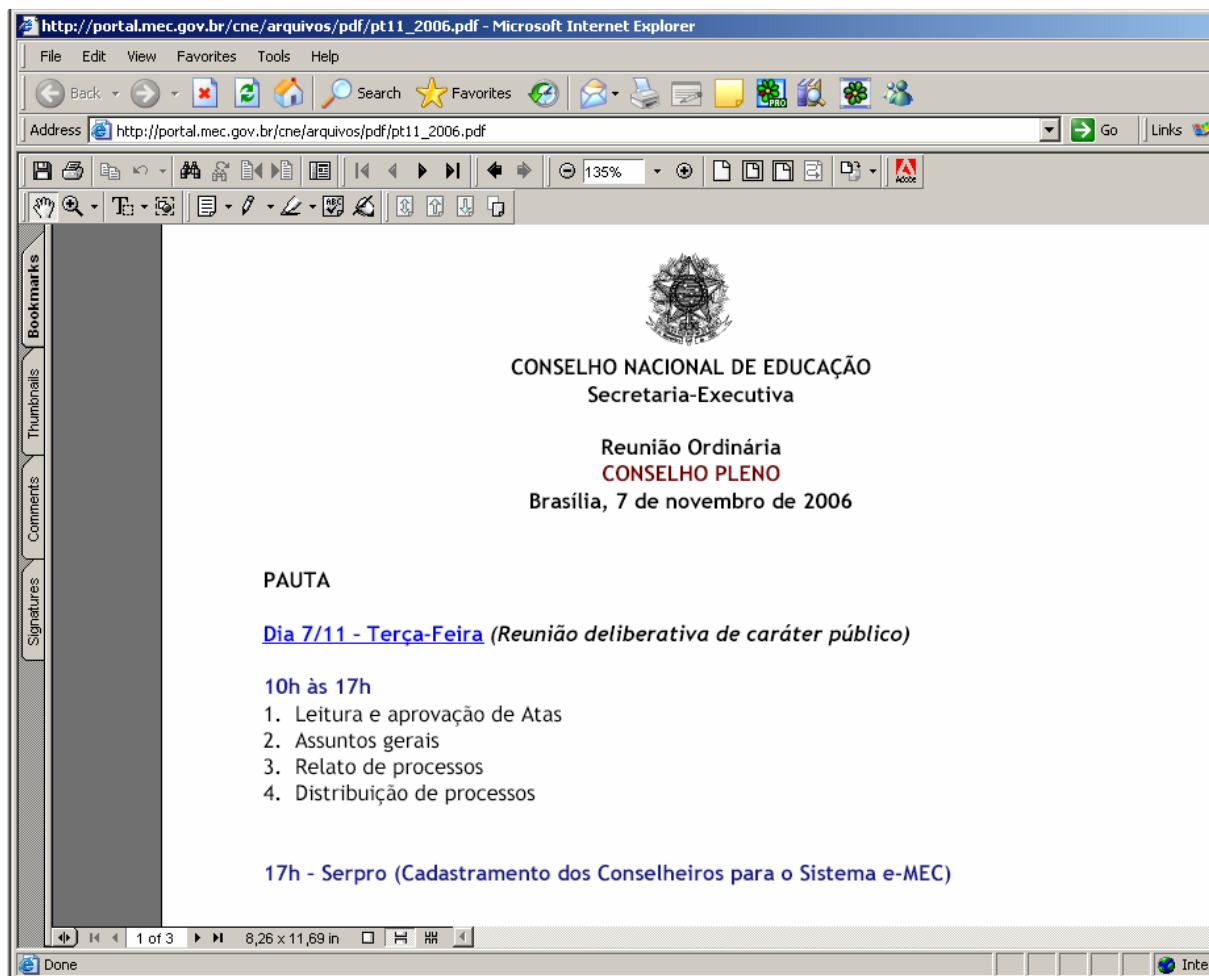 http://portal.mec.gov.br/cne/arquivos/pdf/pt11_2006.pdf - Microsoft Internet Explorer
File Edit View Favorites Tools Help
Back Search Favorites PRO
Address http://portal.mec.gov.br/cne/arquivos/pdf/pt11_2006.pdf Go Links
135% Adobe
ABC
Bookmarks
Thumbnails
Comments
Signatures
CONSELHO NACIONAL DE EDUCAÇÃO
Secretaria-Executiva
Reunião Ordinária
CONSELHO PLENO
Brasília, 7 de novembro de 2006
PAUTA
Dia 7/11 - Terça-Feira (Reunião deliberativa de caráter público)
10h às 17h
1. Leitura e aprovação de Atas
2. Assuntos gerais
3. Relato de processos
4. Distribuição de processos
17h - Serpro (Cadastramento dos Conselheiros para o Sistema e-MEC)
1 of 3 8,26 x 11,69 in
Done Inte